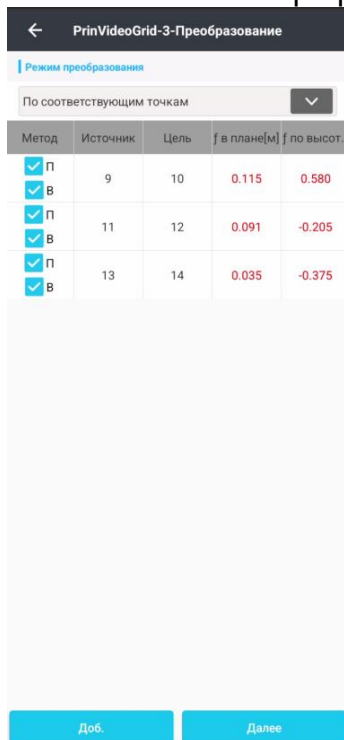 PrinVideoGrid-3-Преобразование
Режим преобразования
По соответствующим точкам
Метод Источник Цель f в плане[м] f по высот.
П
В
9 10 0.115 0.580
П
В
11 12 0.091 -0.205
П
В
13 14 0.035 -0.375
Доб. Далее